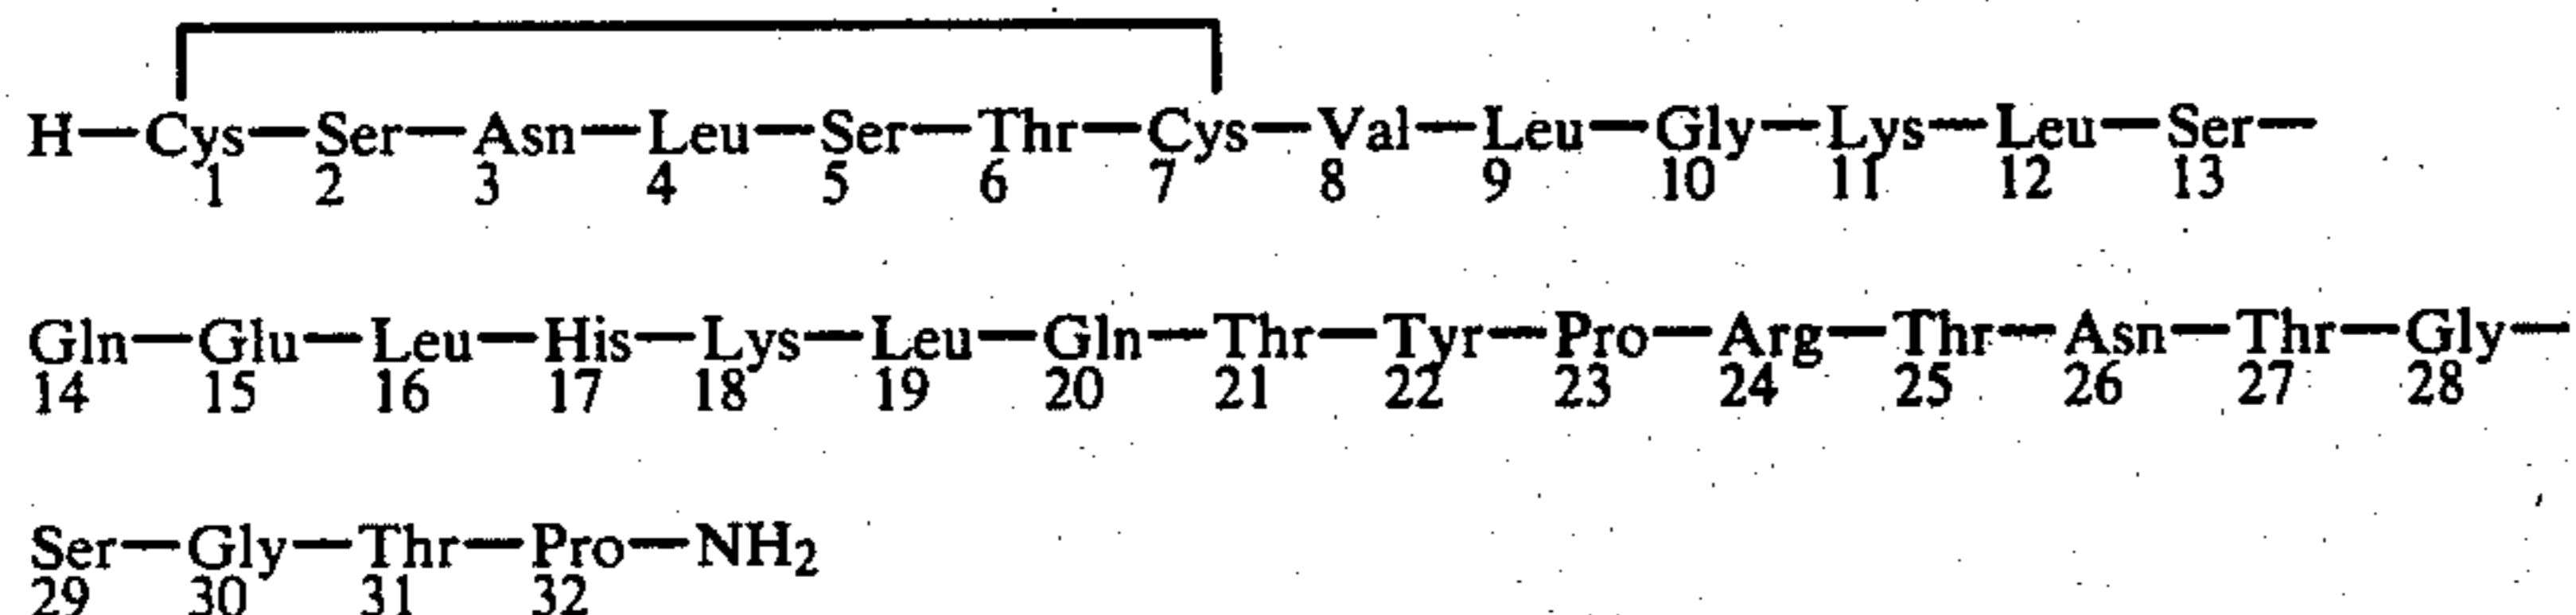 H—Cys—Ser—Asn—Leu—Ser—Thr—Cys—Val—Leu—Gly—Lys—Leu—Ser—
1 2 3 4 5 6 7 8 9 10 11 12 13
Gln—Glu—Leu—His—Lys—Leu—Gln—Thr—Tyr—Pro—Arg—Thr—Asn—Thr—Gly—
14 15 16 17 18 19 20 21 22 23 24 25 26 27 28
Ser—Gly—Thr—Pro—NH2
29 30 31 32